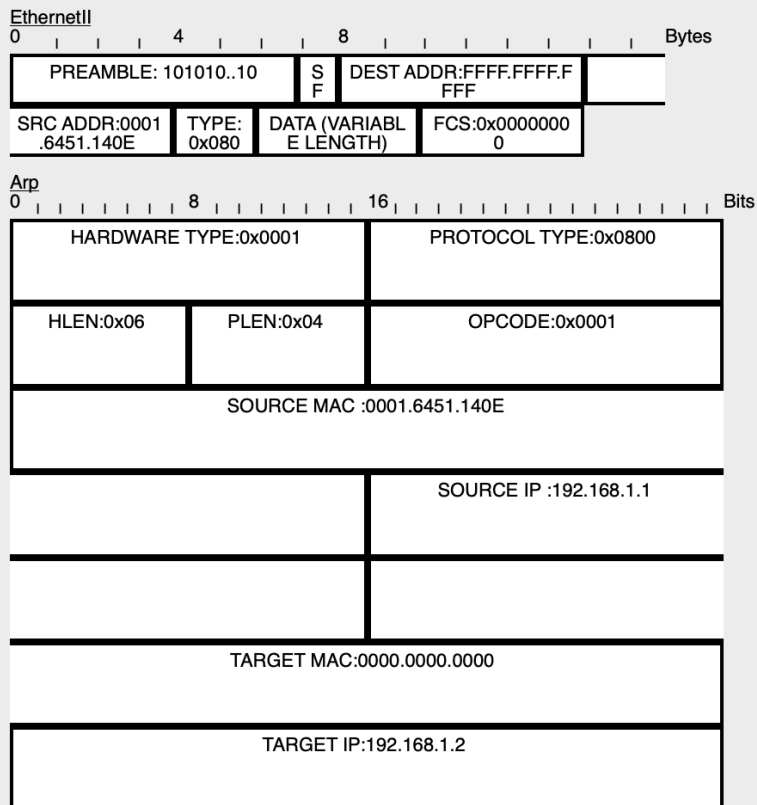 EthernetII
0 4 8 Bytes
PREAMBLE: 101010..10
S
F
DEST ADDR:FFFF.FFFF.F
FFF
SRC ADDR:0001
.6451.140E
TYPE:
0x080
DATA (VARIABL
E LENGTH)
FCS:0x0000000
0
Arp
0 8 16 Bits
HARDWARE TYPE:0x0001
PROTOCOL TYPE:0x0800
HLEN:0x06
PLEN:0x04
OPCODE:0x0001
SOURCE MAC :0001.6451.140E
SOURCE IP :192.168.1.1
TARGET MAC:0000.0000.0000
TARGET IP:192.168.1.2